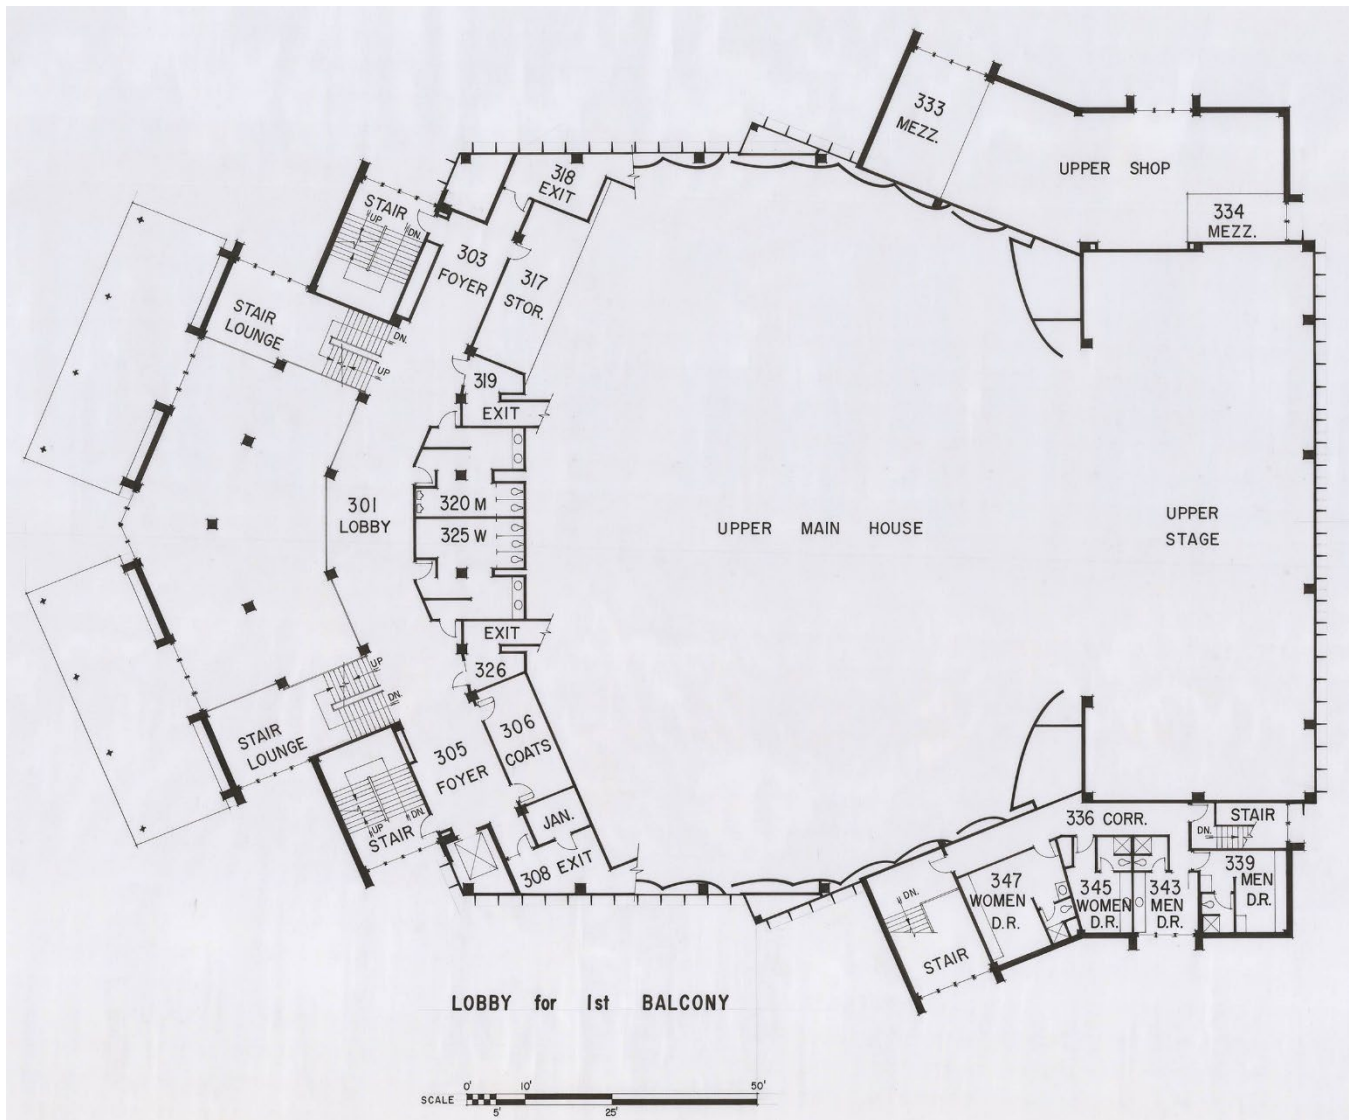 333
MEZZ.
UPPER SHOP
334
MEZZ.
318
EXIT
STAIR
UP
DN.
303
FOYER
317
STOR.
STAIR
LOUNGE
DN.
UP
319
EXIT
301
LOBBY
320 M
325 W
UPPER MAIN HOUSE
UPPER
STAGE
EXIT
326
UP
DN.
STAIR
LOUNGE
305
FOYER
306
COATS
JAN.
308 EXIT
UP
DN.
STAIR
336 CORR.
STAIR
DN.
339
MEN
D.R.
347
WOMEN
D.R.
345
WOMEN
D.R.
343
MEN
D.R.
DN.
STAIR
LOBBY for 1st BALCONY
SCALE
0' 10' 50'
5' 25'